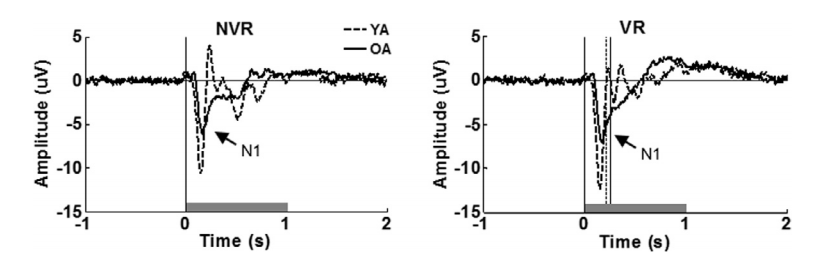 NVR
YA
OA
5
0
-5
-10
-15
Amplitude (uV)
N1
-1 0 1 2
Time (s)
VR
5
0
-5
-10
-15
Amplitude (uV)
N1
-1 0 1 2
Time (s)